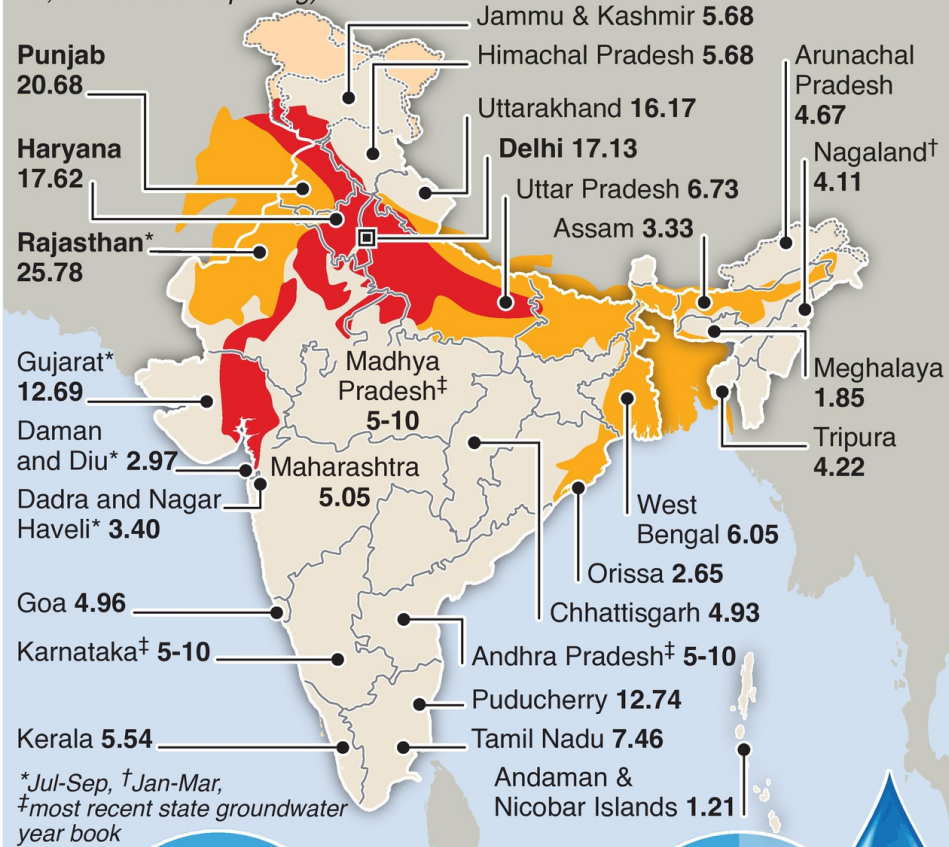 Jammu & Kashmir 5.68
Himachal Pradesh 5.68
Arunachal
Pradesh
4.67
Punjab
20.68
Uttarakhand 16.17
Haryana
17.62
Delhi 17.13
Nagaland†
4.11
Uttar Pradesh 6.73
Assam 3.33
Rajasthan*
25.78
Gujarat*
12.69
Madhya
Pradesh‡
5-10
Meghalaya
1.85
Daman
and Diu* 2.97
Maharashtra
5.05
Tripura
4.22
Dadra and Nagar
Haveli* 3.40
West
Bengal 6.05
Orissa 2.65
Goa 4.96
Chhattisgarh 4.93
Karnataka‡ 5-10
Andhra Pradesh‡ 5-10
Puducherry 12.74
Kerala 5.54
Tamil Nadu 7.46
Andaman &
Nicobar Islands 1.21
*Jul-Sep, †Jan-Mar,
‡most recent state groundwater
year book